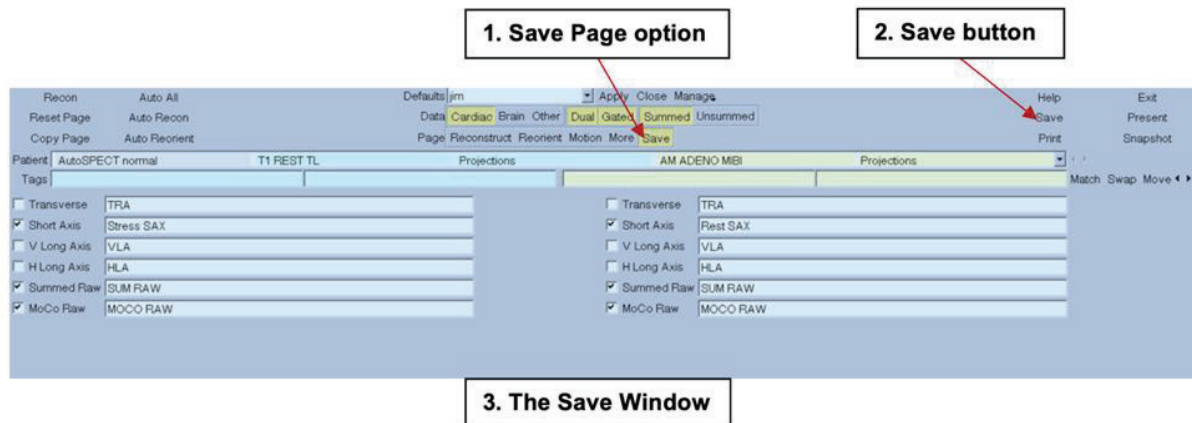 1. Save Page option
2. Save button
Recon Auto All Defaults jim Apply Close Manage Help Exit
Reset Page Auto Recon Data Cardiac Brain Other Dual Gated Summed Unsummed Save Present
Copy Page Auto Reorient Page Reconstruct Reorient Motion More Save Print Snapshot
Patient AutoSPECT normal T1 REST TL Projections AM ADENO MIBI Projections
Tags Match Swap Move
Transverse TRA Transverse TRA
Short Axis Stress SAX Short Axis Rest SAX
V Long Axis VLA V Long Axis VLA
H Long Axis HLA H Long Axis HLA
Summed Raw SUM RAW Summed Raw SUM RAW
MoCo Raw MOCO RAW MoCo Raw MOCO RAW
3. The Save Window